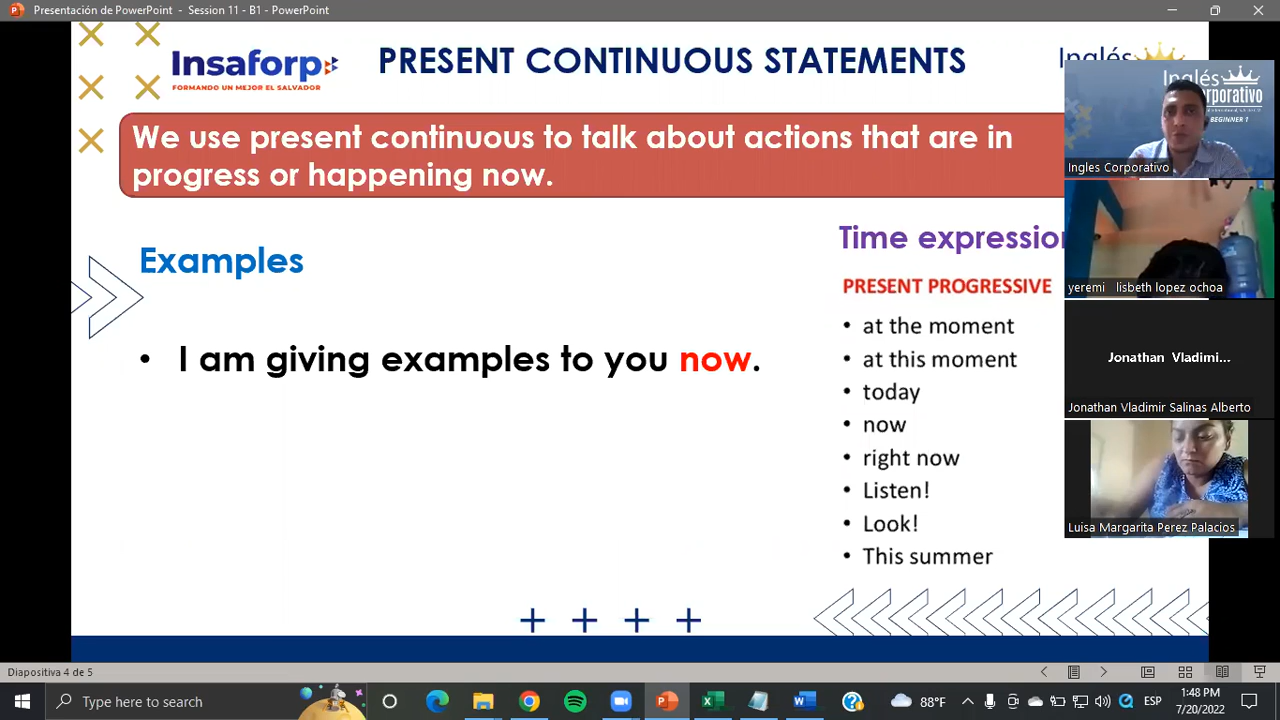 Presentación de PowerPoint - Session 11 - B1 - PowerPoint
Insaforp
FORMANDO UN MEJOR EL SALVADOR
PRESENT CONTINUOUS STATEMENTS
Inglés
We use present continuous to talk about actions that are in
progress or happening now.
Examples
• I am giving examples to you now.
Time expression
PRESENT PROGRESSIVE
• at the moment
• at this moment
• today
• now
• right now
• Listen!
• Look!
• This summer
Inglés
Corporativo
BEGINNER 1
Ingles Corporativo
yeremi lisbeth lopez ochoa
Jonathan Vladimi...
Jonathan Vladimir Salinas Alberto
Luisa Margarita Perez Palacios
Diapositiva 4 de 5
Type here to search
88°F
ESP
1:48 PM
7/20/2022